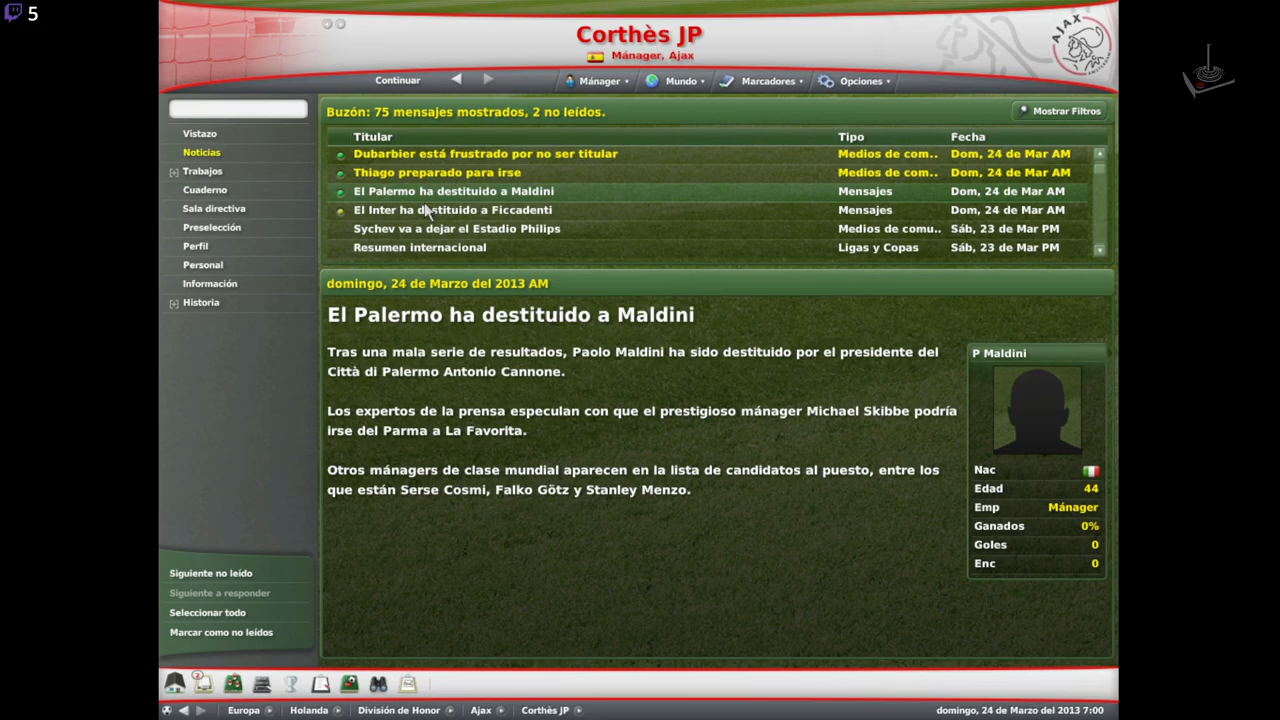 5
Corthès JP
Mánager, Ajax
AJAX
Continuar
Mánager
Mundo
Marcadores
Opciones
Buzón: 75 mensajes mostrados, 2 no leídos.
Mostrar Filtros
Vistazo
Noticias
Trabajos
Cuaderno
Sala directiva
Preselección
Perfil
Personal
Información
Historia
Titular Tipo Fecha
Dubarbier está frustrado por no ser titular Medios de com.. Dom, 24 de Mar AM
Thiago preparado para irse Medios de com.. Dom, 24 de Mar AM
El Palermo ha destituido a Maldini Mensajes Dom, 24 de Mar AM
El Inter ha destituido a Ficcadenti Mensajes Dom, 24 de Mar AM
Sychev va a dejar el Estadio Philips Medios de comu.. Sáb, 23 de Mar PM
Resumen internacional Ligas y Copas Sáb, 23 de Mar PM
domingo, 24 de Marzo del 2013 AM
El Palermo ha destituido a Maldini
Tras una mala serie de resultados, Paolo Maldini ha sido destituido por el presidente del
Città di Palermo Antonio Cannone.
Los expertos de la prensa especulan con que el prestigioso mánager Michael Skibbe podría
irse del Parma a La Favorita.
Otros mánagers de clase mundial aparecen en la lista de candidatos al puesto, entre los
que están Serse Cosmi, Falko Götz y Stanley Menzo.
P Maldini
Nac
Edad 44
Emp Mánager
Ganados 0%
Goles 0
Enc 0
Siguiente no leído
Siguiente a responder
Seleccionar todo
Marcar como no leídos
2
Europa
Holanda
División de Honor
Ajax
Corthès JP
domingo, 24 de Marzo del 2013 7:00